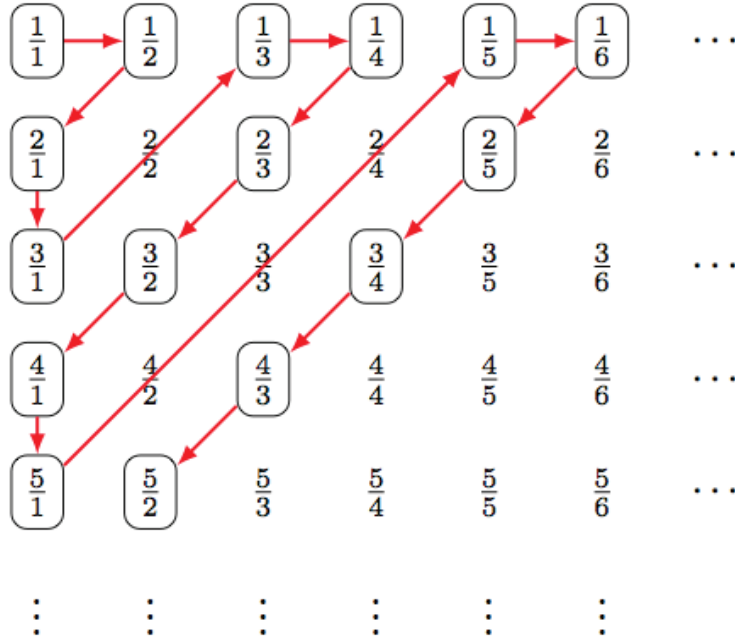 1/1 1/2 1/3 1/4 1/5 1/6 ⋯
2/1 2/2 2/3 2/4 2/5 2/6 ⋯
3/1 3/2 3/3 3/4 3/5 3/6 ⋯
4/1 4/2 4/3 4/4 4/5 4/6 ⋯
5/1 5/2 5/3 5/4 5/5 5/6 ⋯
⋮ ⋮ ⋮ ⋮ ⋮ ⋮